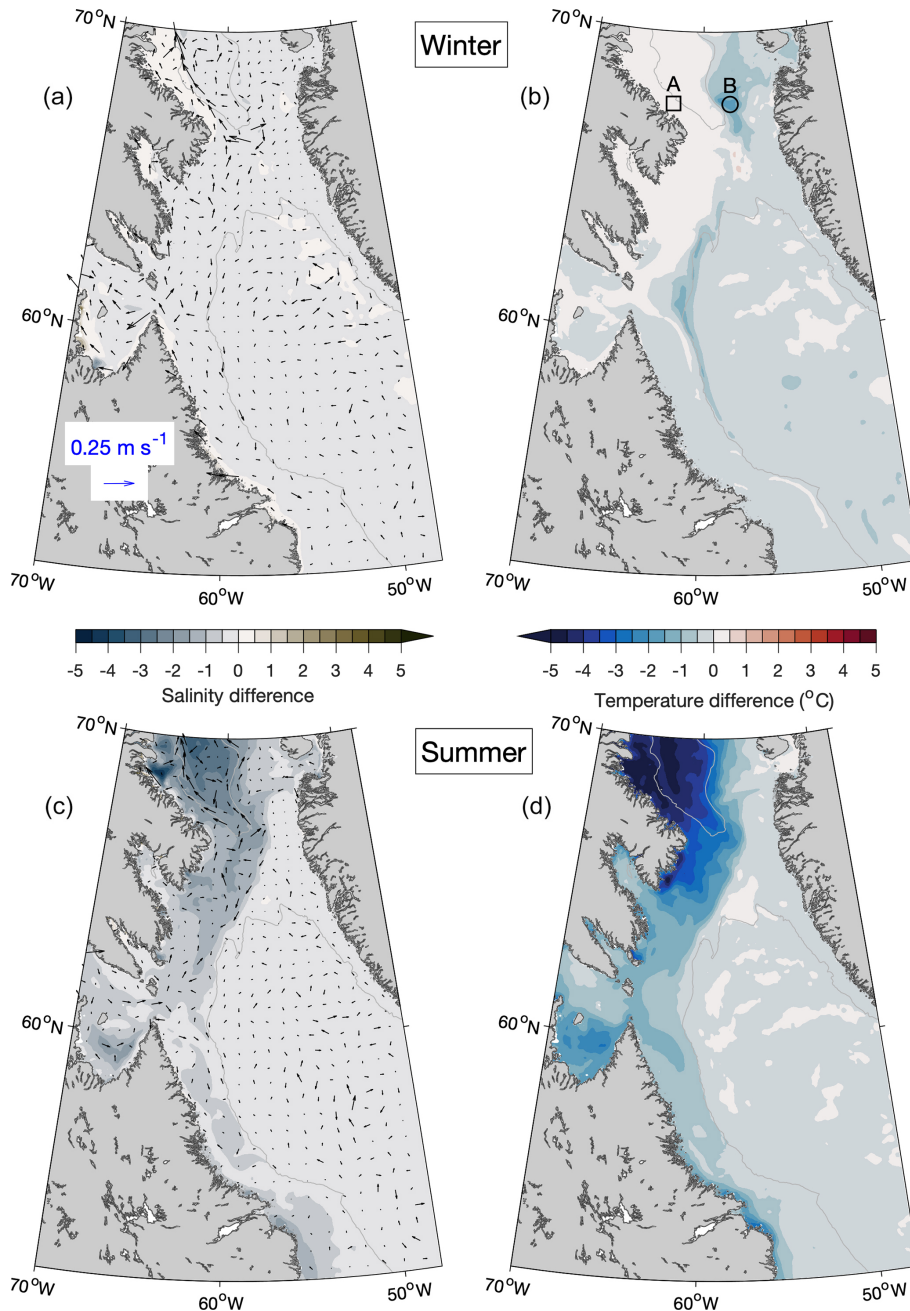 70°N
Winter
(a)
(b)
A
B
60°N
60°N
0.25 m s-1
70°W
60°W
50°W
70°W
60°W
50°W
-5 -4 -3 -2 -1 0 1 2 3 4 5
Salinity difference
-5 -4 -3 -2 -1 0 1 2 3 4 5
Temperature difference (°C)
70°N
70°N
70°N
Summer
(c)
(d)
60°N
60°N
70°W
60°W
50°W
70°W
60°W
50°W